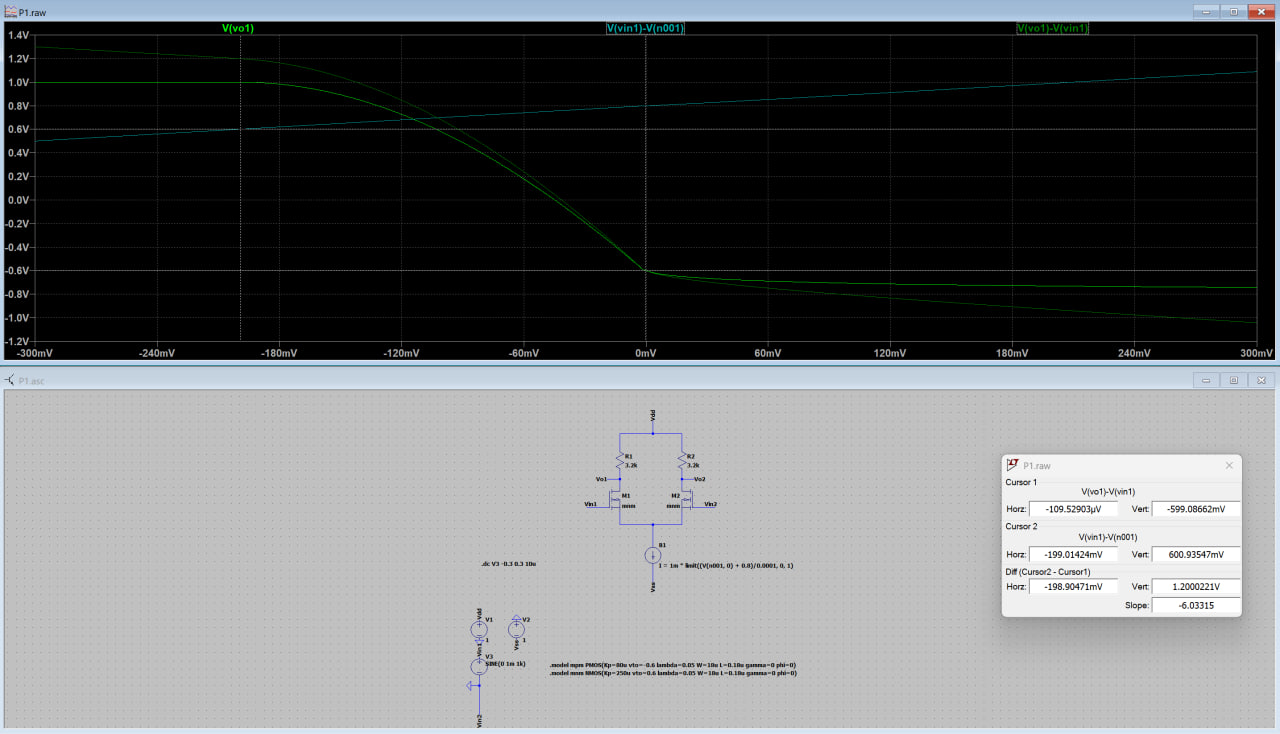 P1.raw
V(vo1)
V(vin1)-V(n001)
V(vo1)-V(vin1)
1.4V
1.2V
1.0V
0.8V
0.6V
0.4V
0.2V
0.0V
-0.2V
-0.4V
-0.6V
-0.8V
-1.0V
-1.2V
-300mV
-240mV
-180mV
-120mV
-60mV
0mV
60mV
120mV
180mV
240mV
300mV
P1.asc
Vdd
R1
3.2k
R2
3.2k
Vo1
Vo2
Vin1
M1
mnm
M2
mnm
Vin2
B1
I = 1m * limit((V(n001, 0) + 0.8)/0.0001, 0, 1)
Vss
.dc V3 -0.3 0.3 10u
Vdd
V1
1
V2
1
Vss
Vin1
V3
SINE(0 1m 1k)
Vin2
.model mpm PMOS(Kp=80u vto=-0.6 lambda=0.05 W=18u L=0.18u gamma=0 phi=0)
.model mnm NMOS(Kp=250u vto=0.6 lambda=0.05 W=18u L=0.18u gamma=0 phi=0)
P1.raw
Cursor 1
V(vo1)-V(vin1)
Horz: -109.52903µV Vert: -599.08662mV
Cursor 2
V(vin1)-V(n001)
Horz: -199.01424mV Vert: 600.93547mV
Diff (Cursor2 - Cursor1)
Horz: -198.90471mV Vert: 1.2000221V
Slope: -6.03315